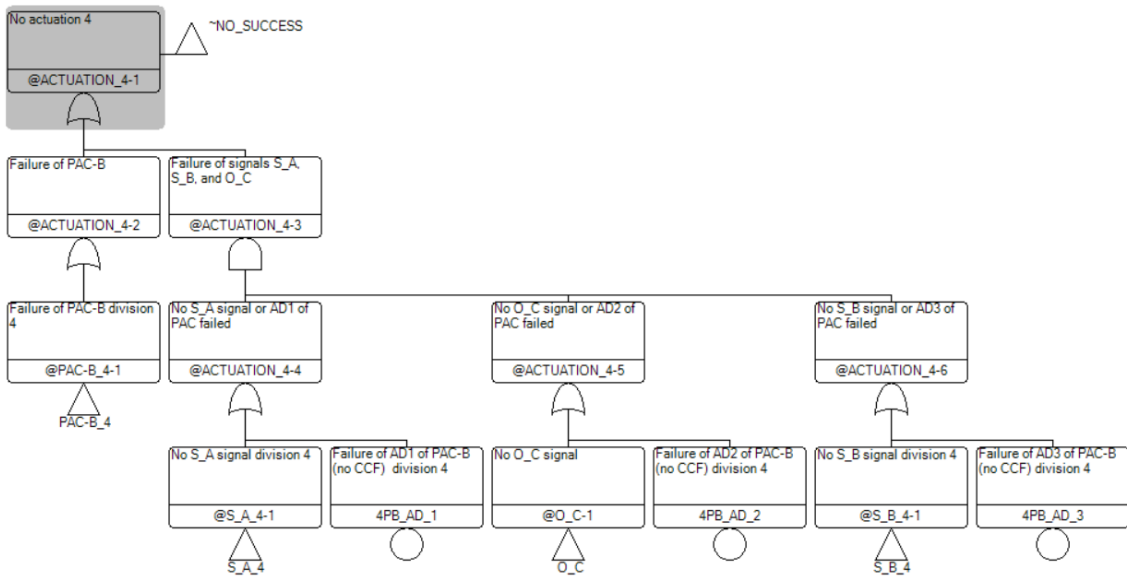 No actuation 4
@ACTUATION_4-1
~NO_SUCCESS
Failure of PAC-B
@ACTUATION_4-2
Failure of signals S_A,
S_B, and O_C
@ACTUATION_4-3
Failure of PAC-B division
4
@PAC-B_4-1
PAC-B_4
No S_A signal or AD1 of
PAC failed
@ACTUATION_4-4
No O_C signal or AD2 of
PAC failed
@ACTUATION_4-5
No S_B signal or AD3 of
PAC failed
@ACTUATION_4-6
No S_A signal division 4
@S_A_4-1
S_A_4
Failure of AD1 of PAC-B
(no CCF) division 4
4PB_AD_1
No O_C signal
@O_C-1
O_C
Failure of AD2 of PAC-B
(no CCF) division 4
4PB_AD_2
No S_B signal division 4
@S_B_4-1
S_B_4
Failure of AD3 of PAC-B
(no CCF) division 4
4PB_AD_3